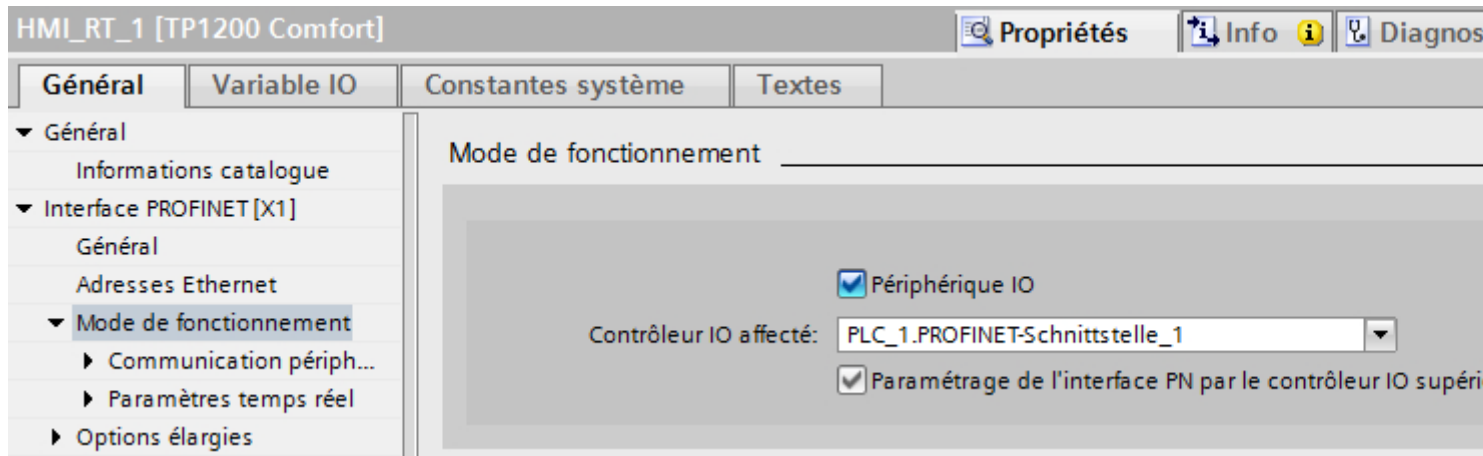 HMI_RT_1 [TP1200 Comfort]
Propriétés
Info
Diagnos
Général
Variable IO
Constantes système
Textes
Général
Informations catalogue
Interface PROFINET [X1]
Général
Adresses Ethernet
Mode de fonctionnement
Communication périph...
Paramètres temps réel
Options élargies
Mode de fonctionnement
Périphérique IO
Contrôleur IO affecté: PLC_1.PROFINET-Schnittstelle_1
Paramétrage de l'interface PN par le contrôleur IO supéri